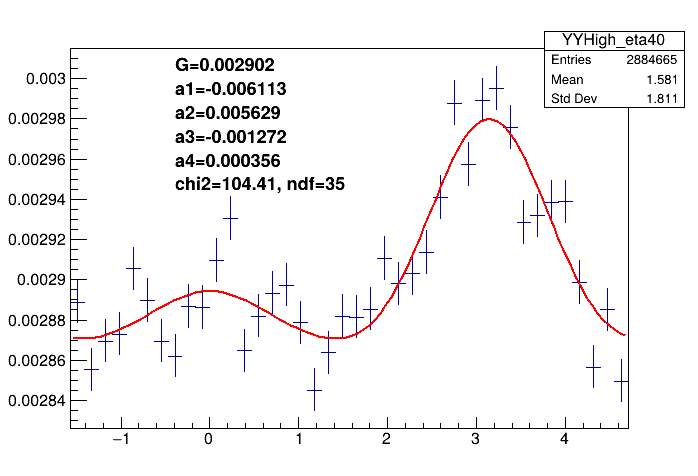 YYHigh_eta40
Entries 2884665
Mean 1.581
Std Dev 1.811
G=0.002902
a1=-0.006113
a2=0.005629
a3=-0.001272
a4=0.000356
chi2=104.41, ndf=35
0.003
0.00298
0.00296
0.00294
0.00292
0.0029
0.00288
0.00286
0.00284
−1 0 1 2 3 4